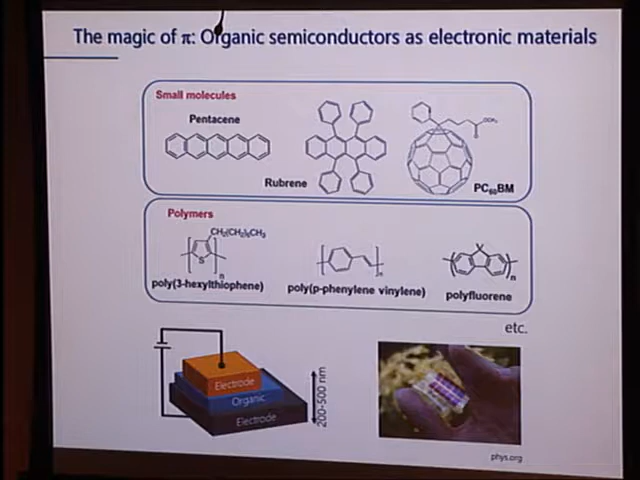 The magic of π: Organic semiconductors as electronic materials
Small molecules
Pentacene
Rubrene
OCH₃
PC₆₀BM
Polymers
CH₂(CH₂)₄CH₃
S
n
n
n
poly(3-hexylthiophene)
poly(p-phenylene vinylene)
polyfluorene
etc.
Electrode
Organic
Electrode
200-500 nm
phys.org